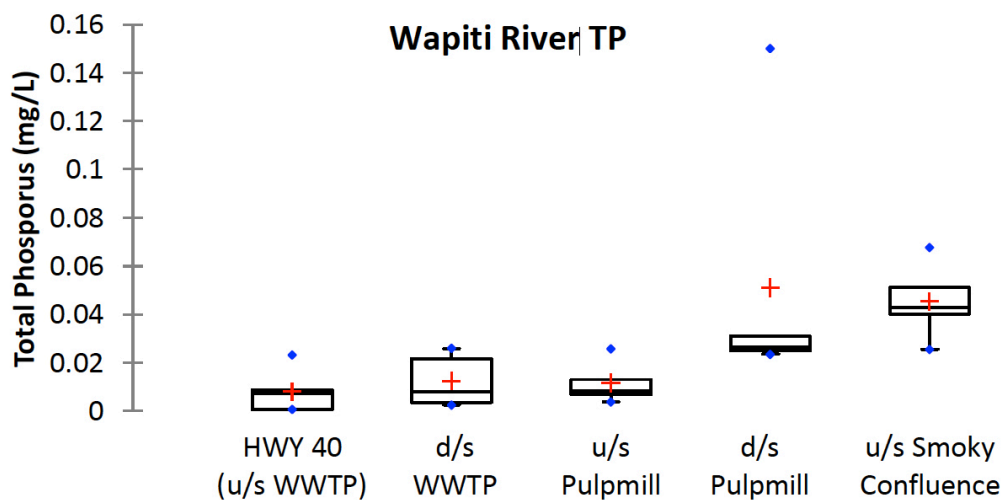 Wapiti River TP
Total Phosporus (mg/L)
0.16
0.14
0.12
0.1
0.08
0.06
0.04
0.02
0
HWY 40
(u/s WWTP)
d/s
WWTP
u/s
Pulpmill
d/s
Pulpmill
u/s Smoky
Confluence